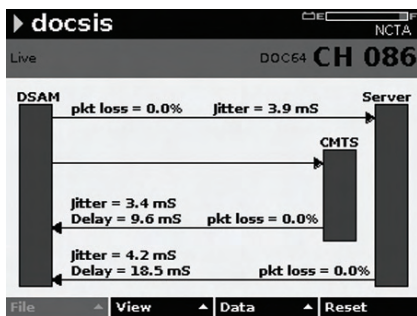 docsis
E F
NCTA
Live
DOC64 CH 086
DSAM
Server
pkt loss = 0.0% Jitter = 3.9 mS
CMTS
Jitter = 3.4 mS
Delay = 9.6 mS pkt loss = 0.0%
Jitter = 4.2 mS
Delay = 18.5 mS pkt loss = 0.0%
File View Data Reset